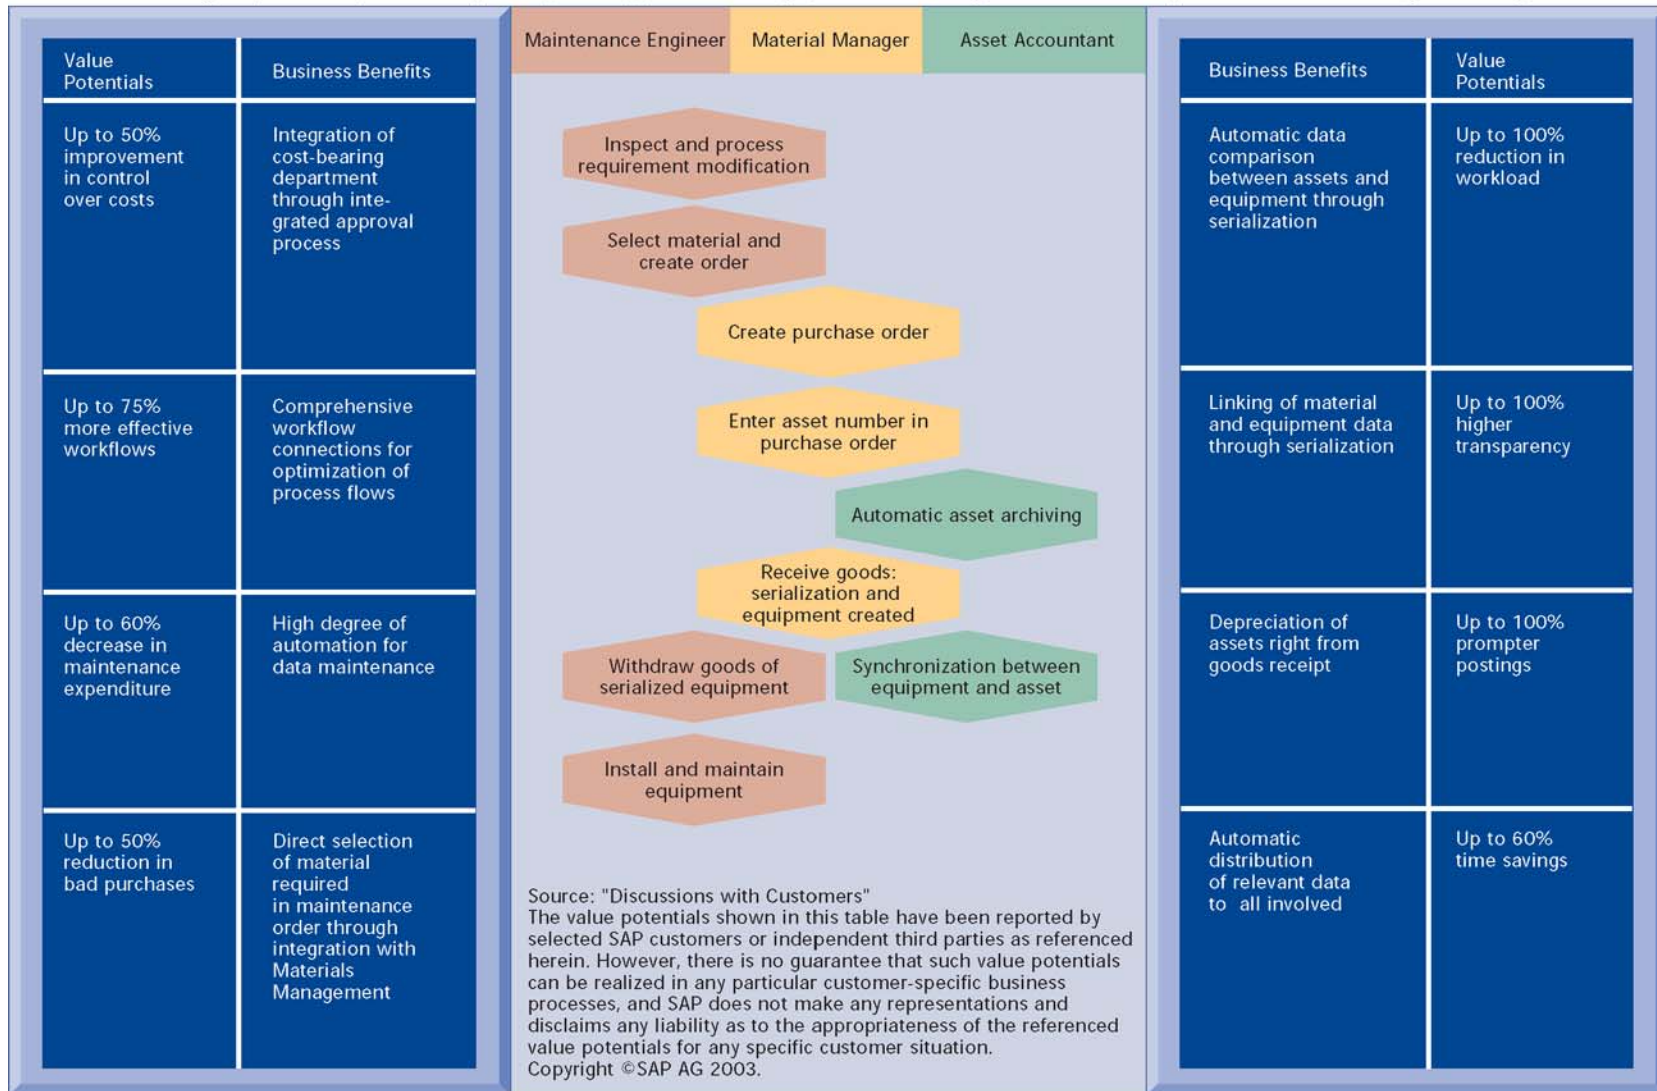 Value
Potentials
Business Benefits
Up to 50%
improvement
in control
over costs
Integration of
cost-bearing
department
through inte-
grated approval
process
Up to 75%
more effective
workflows
Comprehensive
workflow
connections for
optimization of
process flows
Up to 60%
decrease in
maintenance
expenditure
High degree of
automation for
data maintenance
Up to 50%
reduction in
bad purchases
Direct selection
of material
required
in maintenance
order through
integration with
Materials
Management
Maintenance Engineer
Material Manager
Asset Accountant
Inspect and process
requirement modification
Select material and
create order
Create purchase order
Enter asset number in
purchase order
Automatic asset archiving
Receive goods:
serialization and
equipment created
Withdraw goods of
serialized equipment
Synchronization between
equipment and asset
Install and maintain
equipment
Source: "Discussions with Customers"
The value potentials shown in this table have been reported by
selected SAP customers or independent third parties as referenced
herein. However, there is no guarantee that such value potentials
can be realized in any particular customer-specific business
processes, and SAP does not make any representations and
disclaims any liability as to the appropriateness of the referenced
value potentials for any specific customer situation.
Copyright ©SAP AG 2003.
Business Benefits
Value
Potentials
Automatic data
comparison
between assets and
equipment through
serialization
Up to 100%
reduction in
workload
Linking of material
and equipment data
through serialization
Up to 100%
higher
transparency
Depreciation of
assets right from
goods receipt
Up to 100%
prompter
postings
Automatic
distribution
of relevant data
to all involved
Up to 60%
time savings